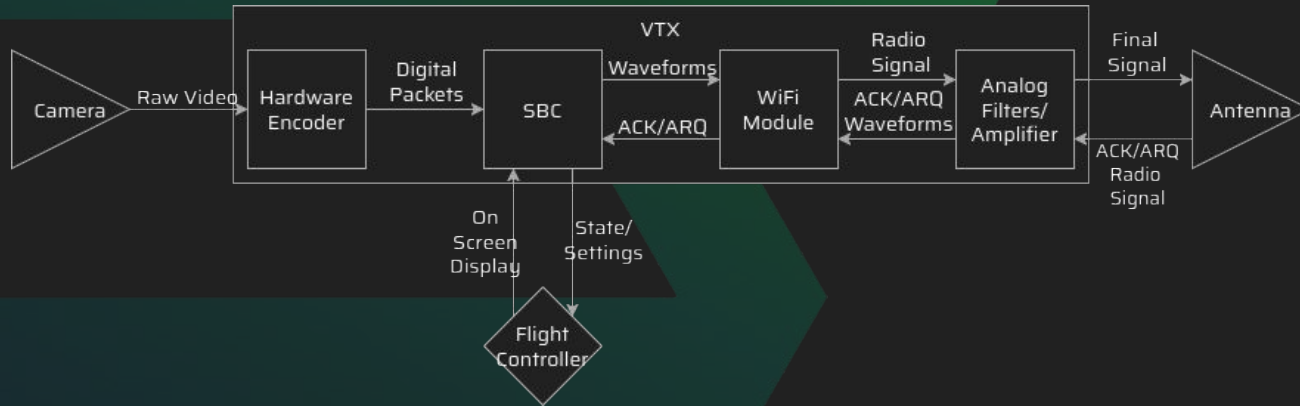 VTX
Camera
Raw Video
Hardware
Encoder
Digital
Packets
SBC
Waveforms
ACK/ARQ
WiFi
Module
Radio
Signal
ACK/ARQ
Waveforms
Analog
Filters/
Amplifier
Final
Signal
ACK/ARQ
Radio
Signal
Antenna
On
Screen
Display
State/
Settings
Flight
Controller